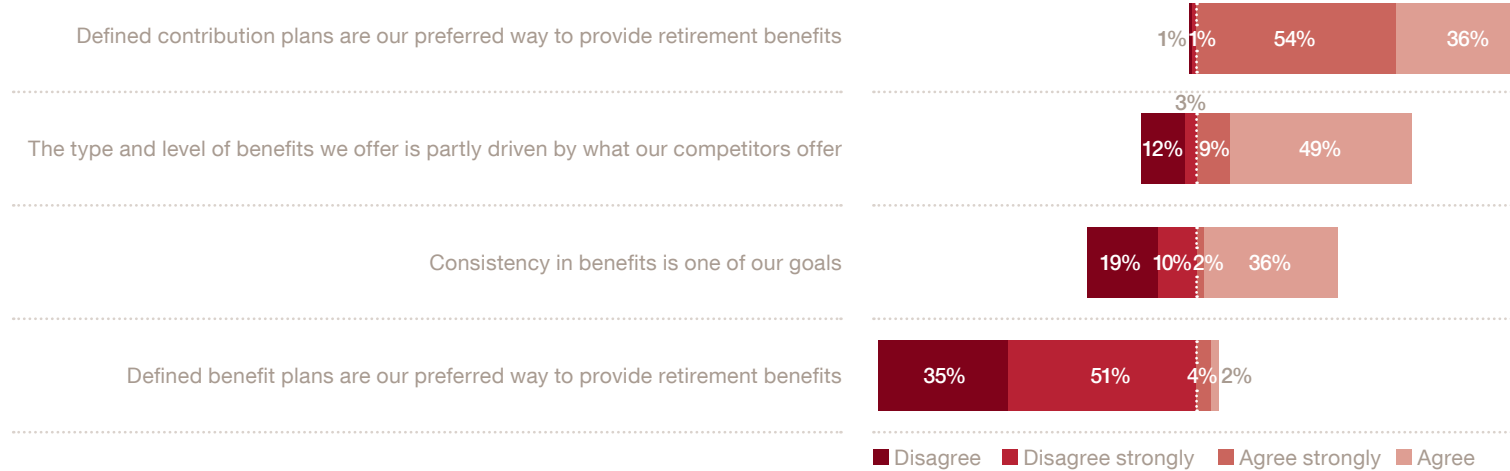 Defined contribution plans are our preferred way to provide retirement benefits
1% 1% 54% 36%
The type and level of benefits we offer is partly driven by what our competitors offer
3%
12% 9% 49%
Consistency in benefits is one of our goals
19% 10% 2% 36%
Defined benefit plans are our preferred way to provide retirement benefits
35% 51% 4% 2%
Disagree Disagree strongly Agree strongly Agree